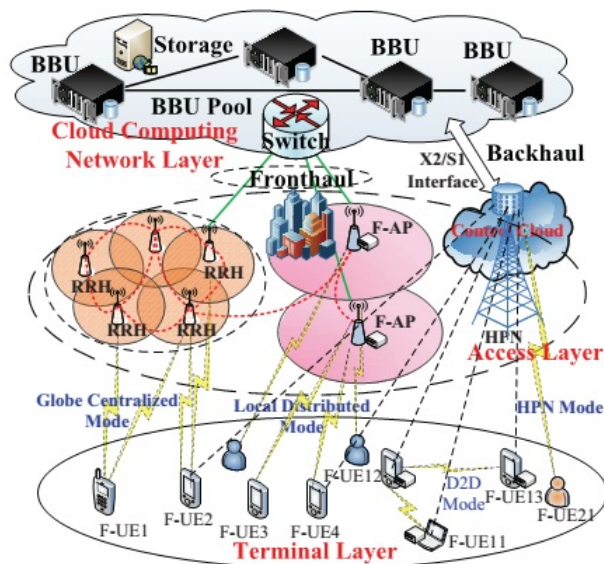 Storage
BBU
BBU
BBU
BBU Pool
Cloud Computing
Network Layer
Switch
Backhaul
X2/S1
Interface
Fronthaul
F-AP
Control Cloud
RRH
RRH
RRH
RRH
F-AP
HPN
Access Layer
Globe Centralized
Mode
Local Distributed
Mode
HPN Mode
F-UE12
D2D
Mode
F-UE13
F-UE1
F-UE2
F-UE3
F-UE4
F-UE11
F-UE21
Terminal Layer